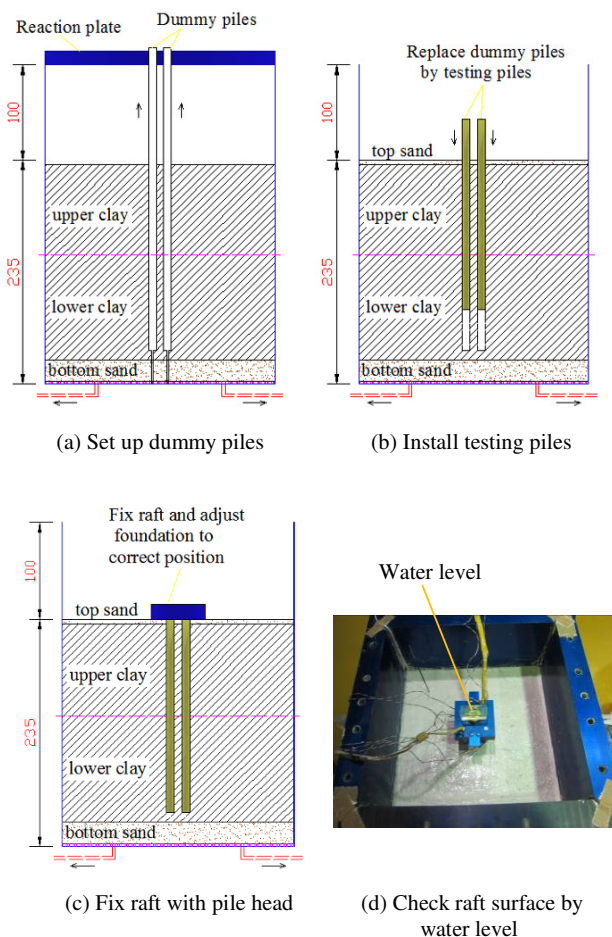 Reaction plate
Dummy piles
100
235
upper clay
lower clay
bottom sand
(a) Set up dummy piles
Replace dummy piles
by testing piles
100
top sand
235
upper clay
lower clay
bottom sand
(b) Install testing piles
Fix raft and adjust
foundation to
correct position
100
top sand
235
upper clay
lower clay
bottom sand
(c) Fix raft with pile head
Water level
(d) Check raft surface by
water level